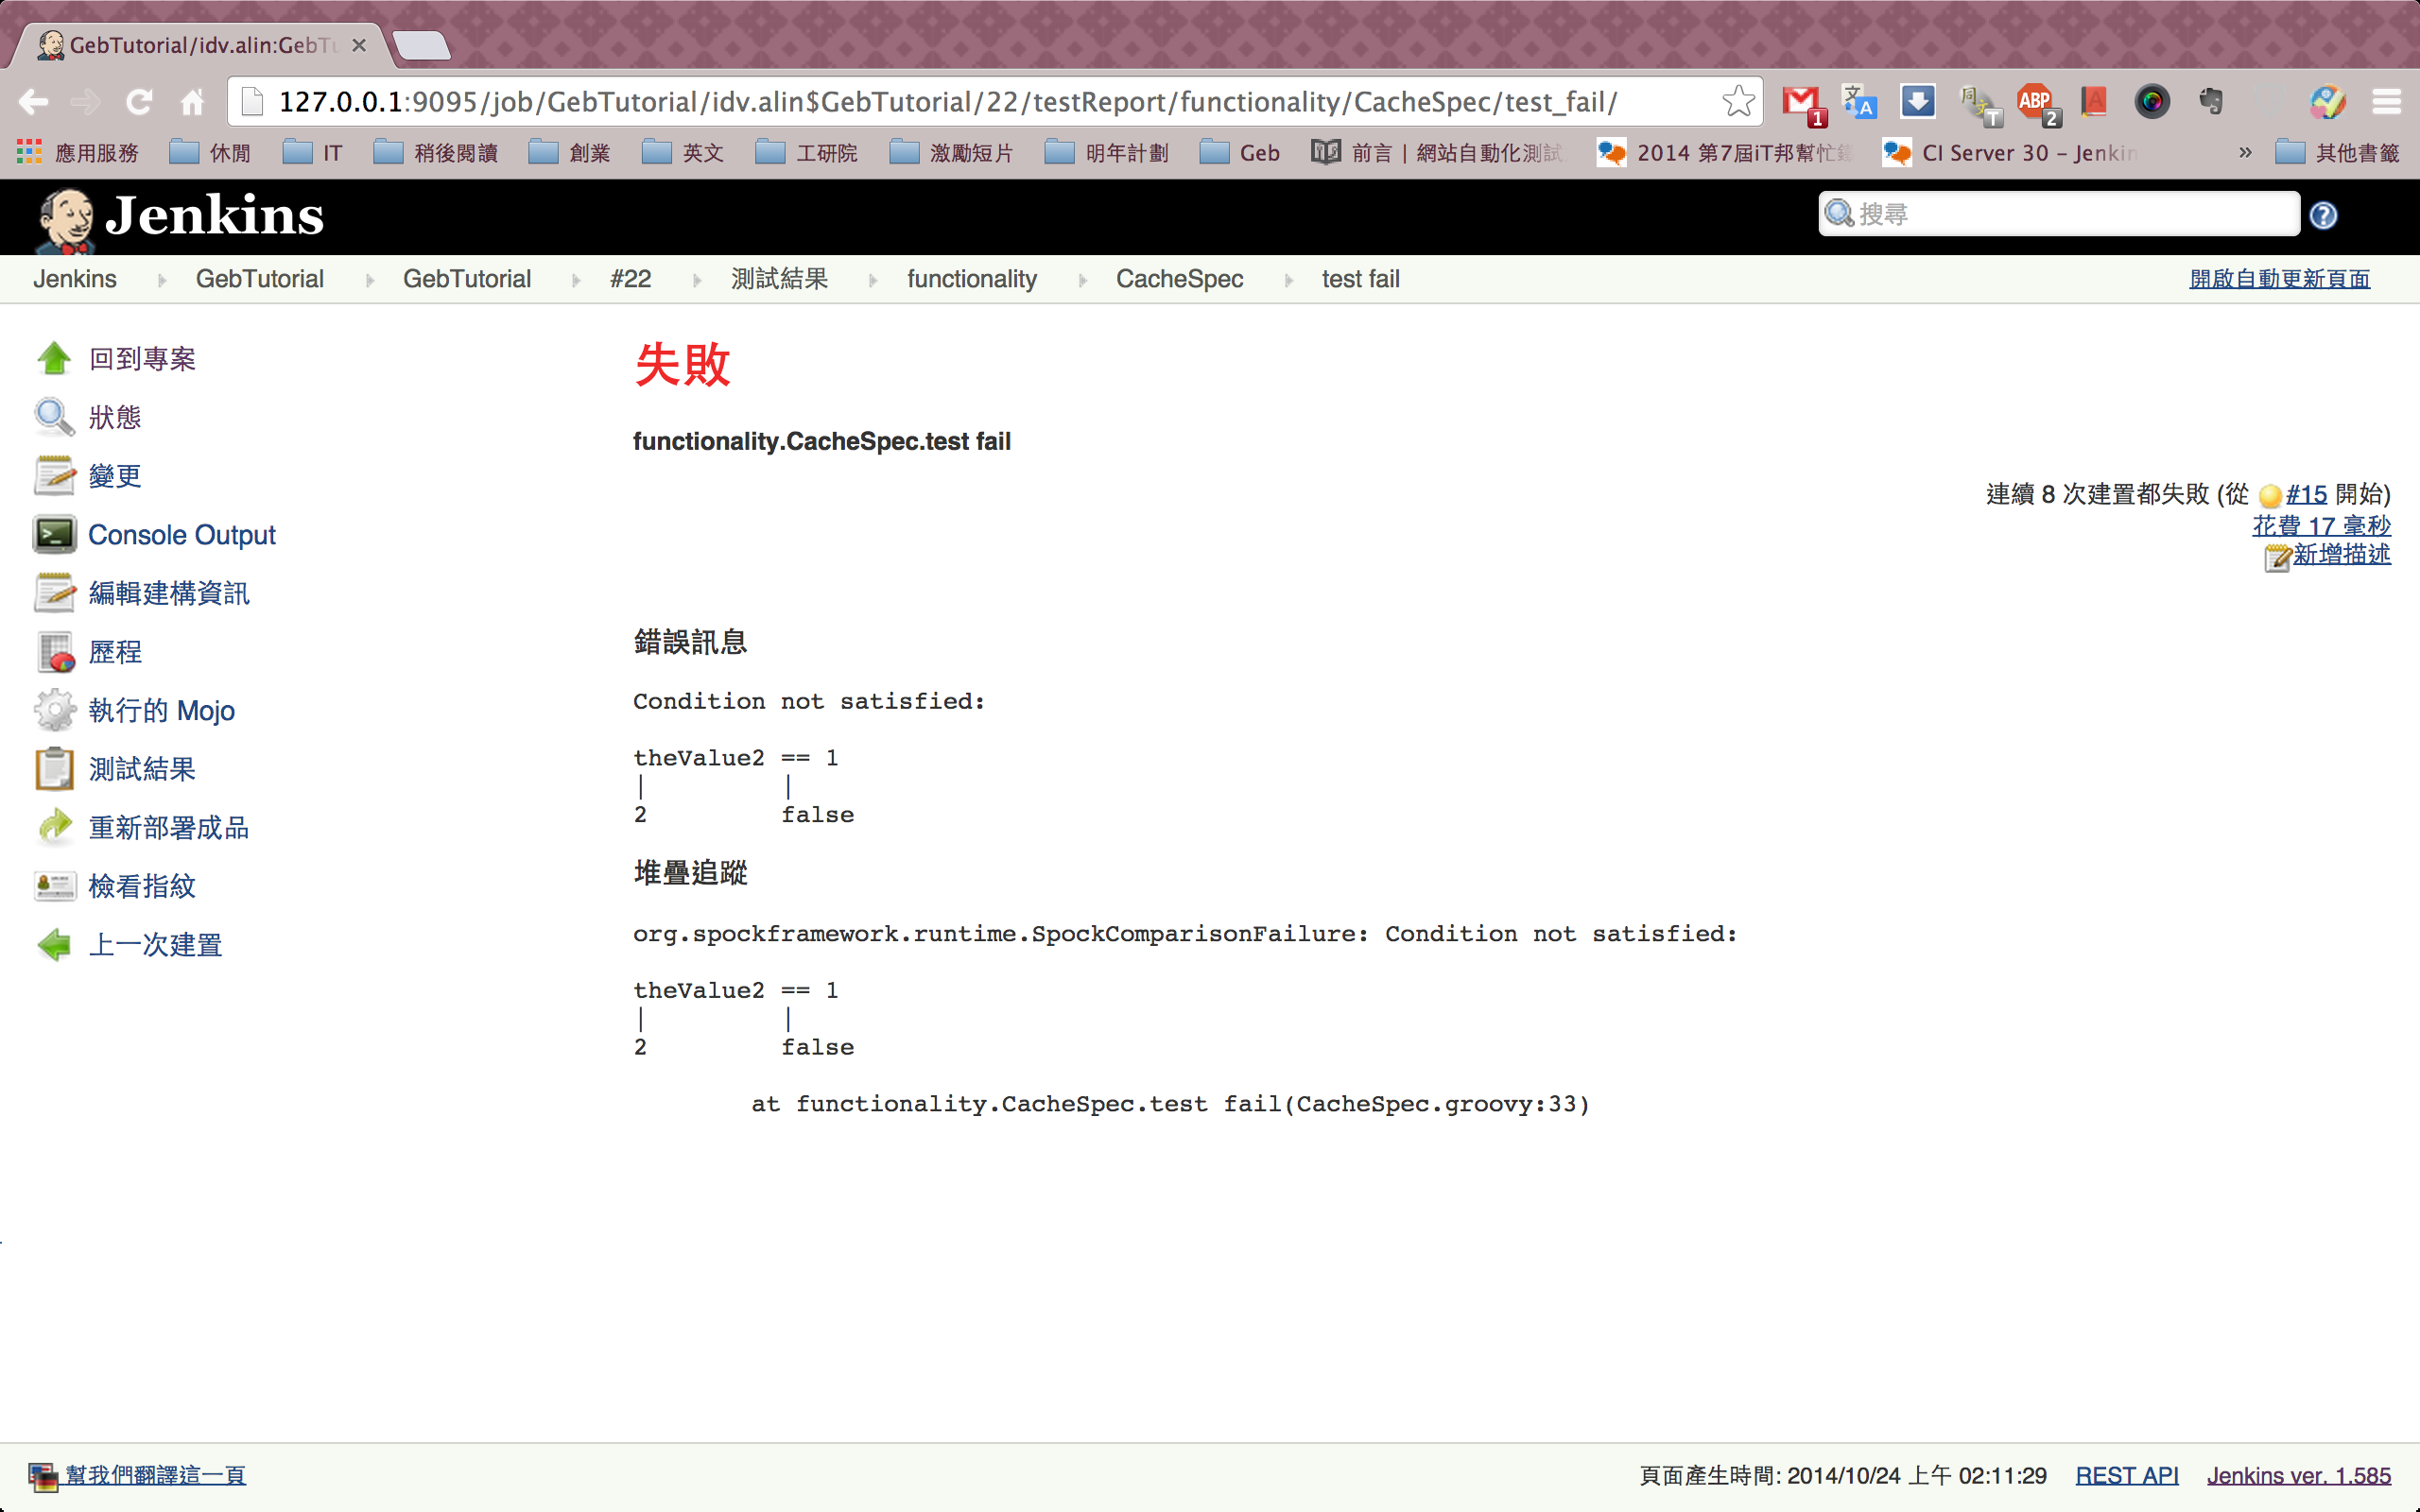 GebTutorial/idv.alin:GebTu
127.0.0.1:9095/job/GebTutorial/idv.alin$GebTutorial/22/testReport/functionality/CacheSpec/test_fail/
1
文 A
同 文 T
ABP 2
A
應用服務 休閒 IT 稍後閱讀 創業 英文 工研院 激勵短片 明年計劃 Geb 前言 | 網站自動化測試 2014 第7屆iT邦幫忙鐵 CI Server 30 – Jenkin » 其他書籤
Jenkins
搜尋
?
Jenkins GebTutorial GebTutorial #22 測試結果 functionality CacheSpec test fail 開啟自動更新頁面
回到專案
狀態
變更
Console Output
編輯建構資訊
歷程
執行的 Mojo
測試結果
重新部署成品
檢看指紋
上一次建置
失敗
functionality.CacheSpec.test fail
連續 8 次建置都失敗 (從 #15 開始)
花費 17 毫秒
新增描述
錯誤訊息
Condition not satisfied:
theValue2 == 1
|         |
2         false
堆疊追蹤
org.spockframework.runtime.SpockComparisonFailure: Condition not satisfied:
theValue2 == 1
|         |
2         false
at functionality.CacheSpec.test fail(CacheSpec.groovy:33)
幫我們翻譯這一頁
頁面產生時間: 2014/10/24 上午 02:11:29 REST API Jenkins ver. 1.585